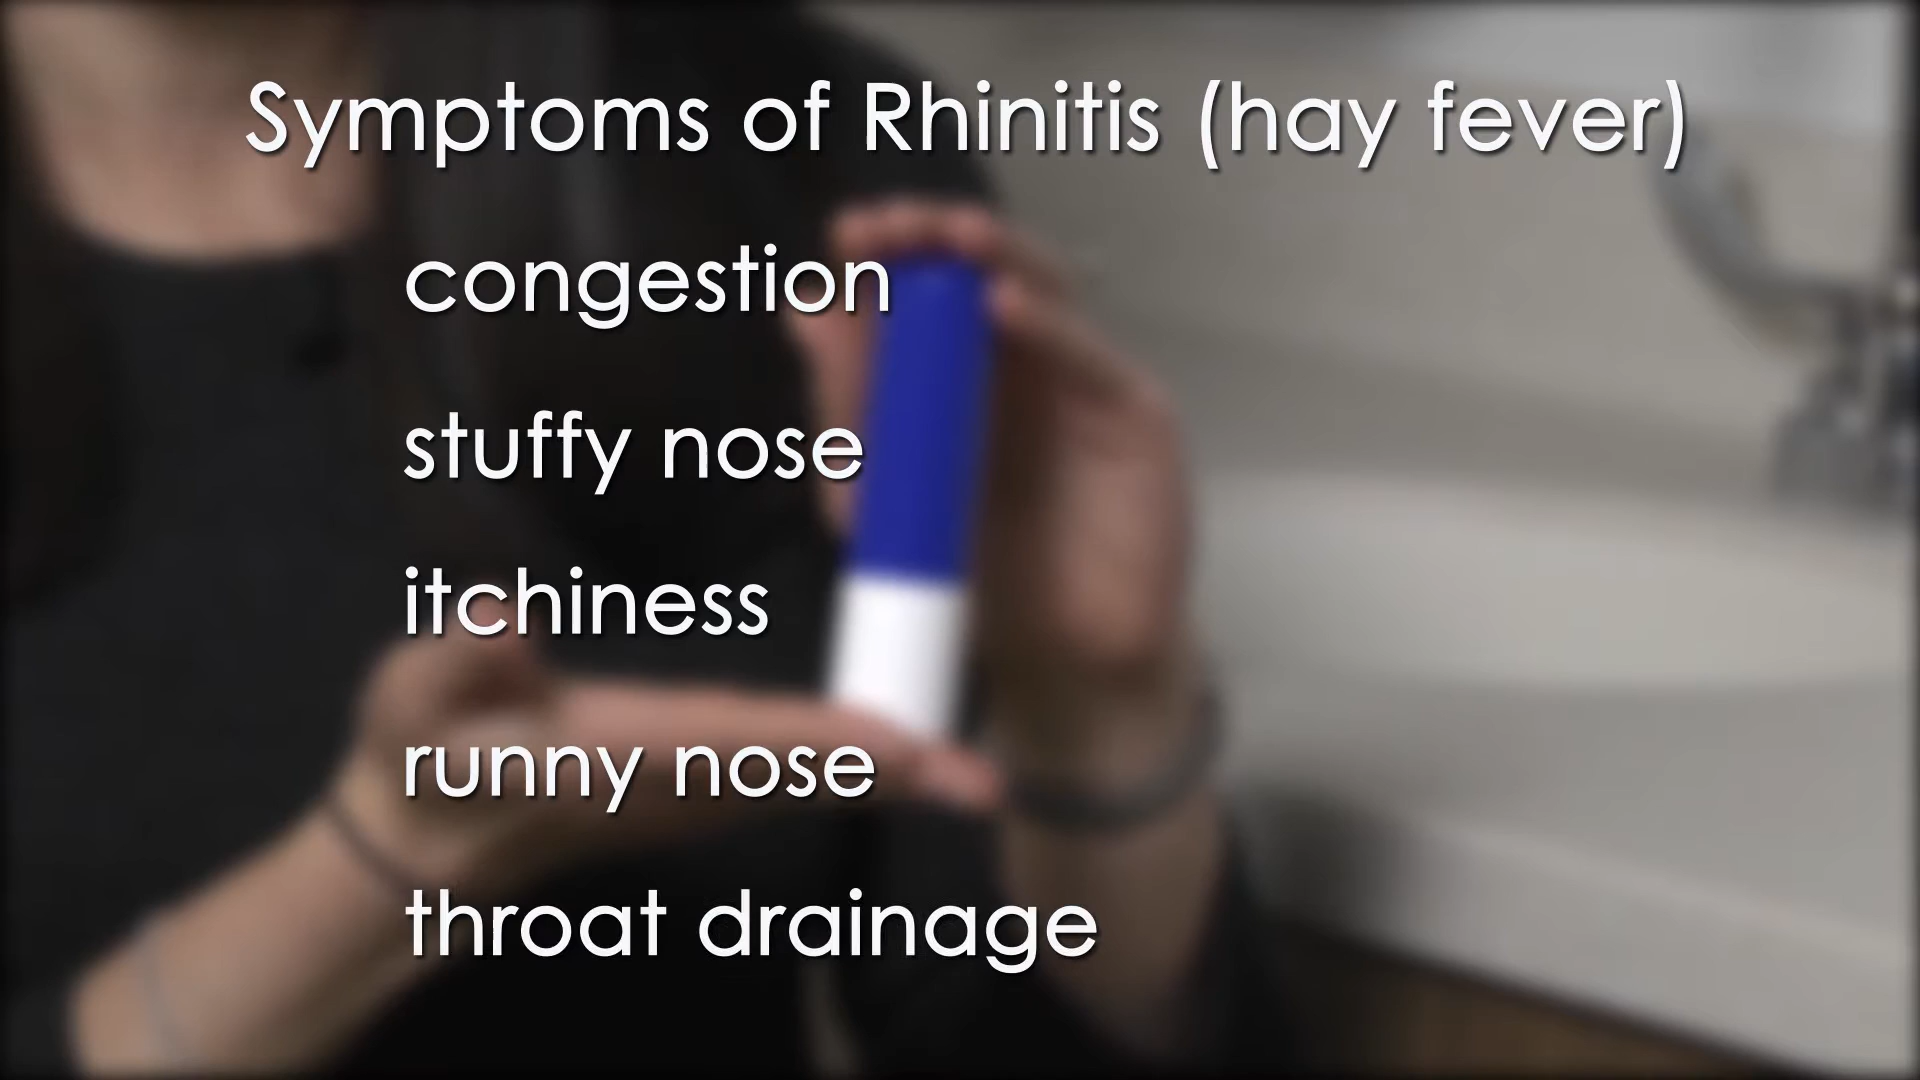 Symptoms of Rhinitis (hay fever)
congestion
stuffy nose
itchiness
runny nose
throat drainage